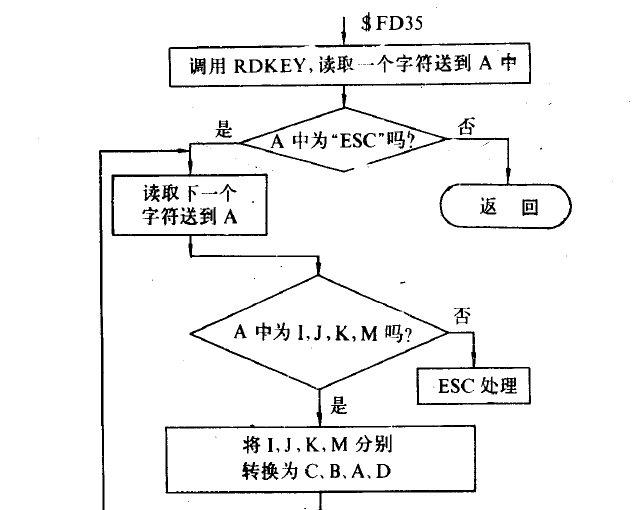 $FD35
调用 RDKEY,读取一个字符送到 A 中
是
A 中为“ESC”吗?
否
读取下一个
字符送到 A
返 回
A 中为 I,J,K,M 吗?
否
ESC 处理
是
将 I,J,K,M 分别
转换为 C、B、A、D